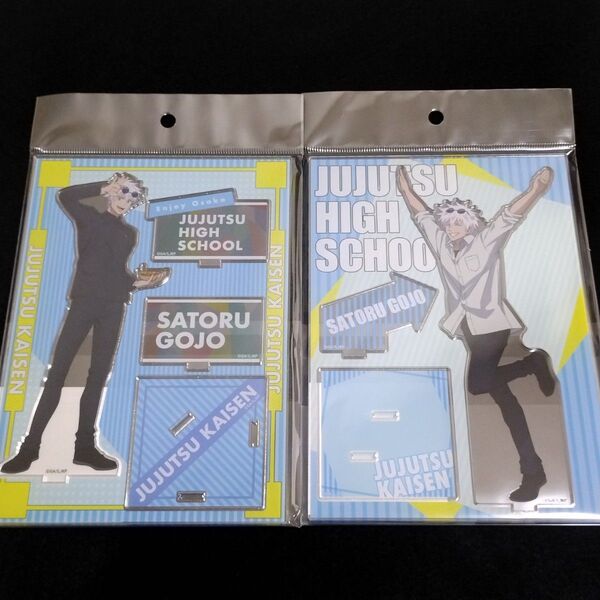 Enjoy Osaka
JUJUTSU
HIGH
SCHOOL
SATORU
GOJO
JUJUTSU KAISEN
JUJUTSU KAISEN
JUJUTSU KAISEN
JUJUTSU
HIGH
SCHOO
SATORU GOJO
JUJUTSU
KAISEN